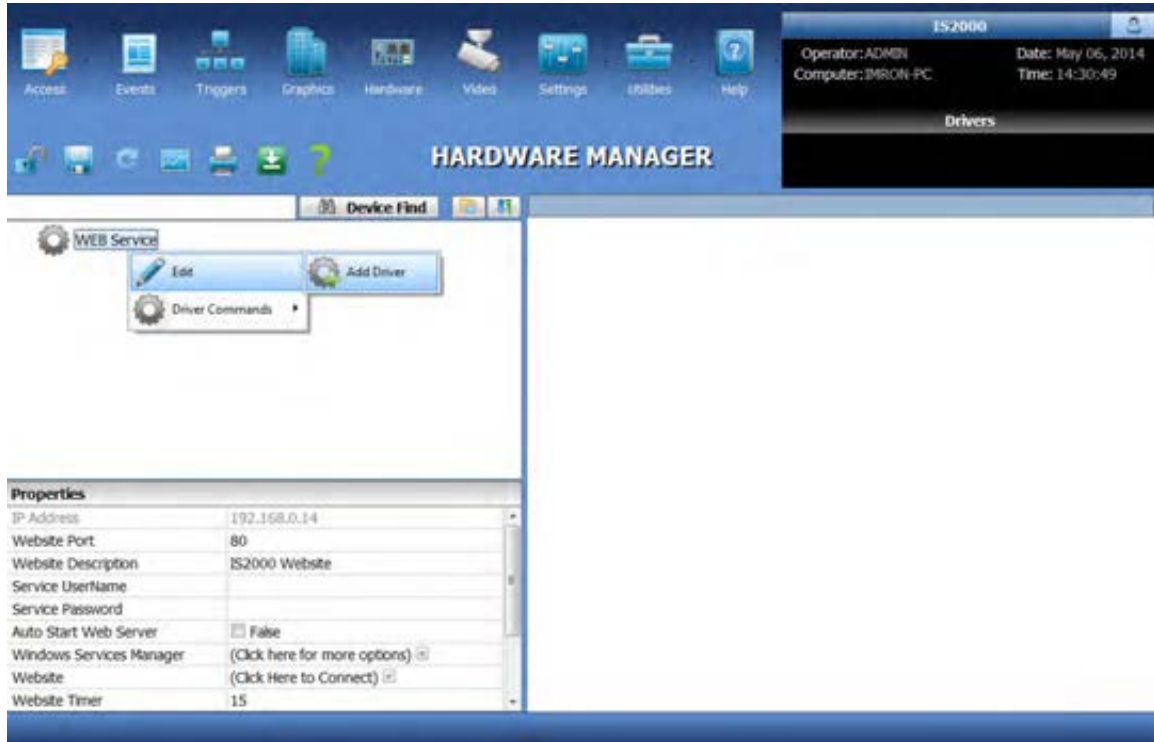 IS2000
Operator:ADMIN Date: May 06, 2014
Computer:IMRON-PC Time: 14:30:49
Access Events Triggers Graphics Hardware Video Settings Utilities Help
Drivers
HARDWARE MANAGER
Device Find
WEB Service
Edit Add Driver
Driver Commands
Properties
IP Address 192.168.0.14
Website Port 80
Website Description IS2000 Website
Service UserName
Service Password
Auto Start Web Server False
Windows Services Manager (Click here for more options)
Website (Click Here to Connect)
Website Timer 15